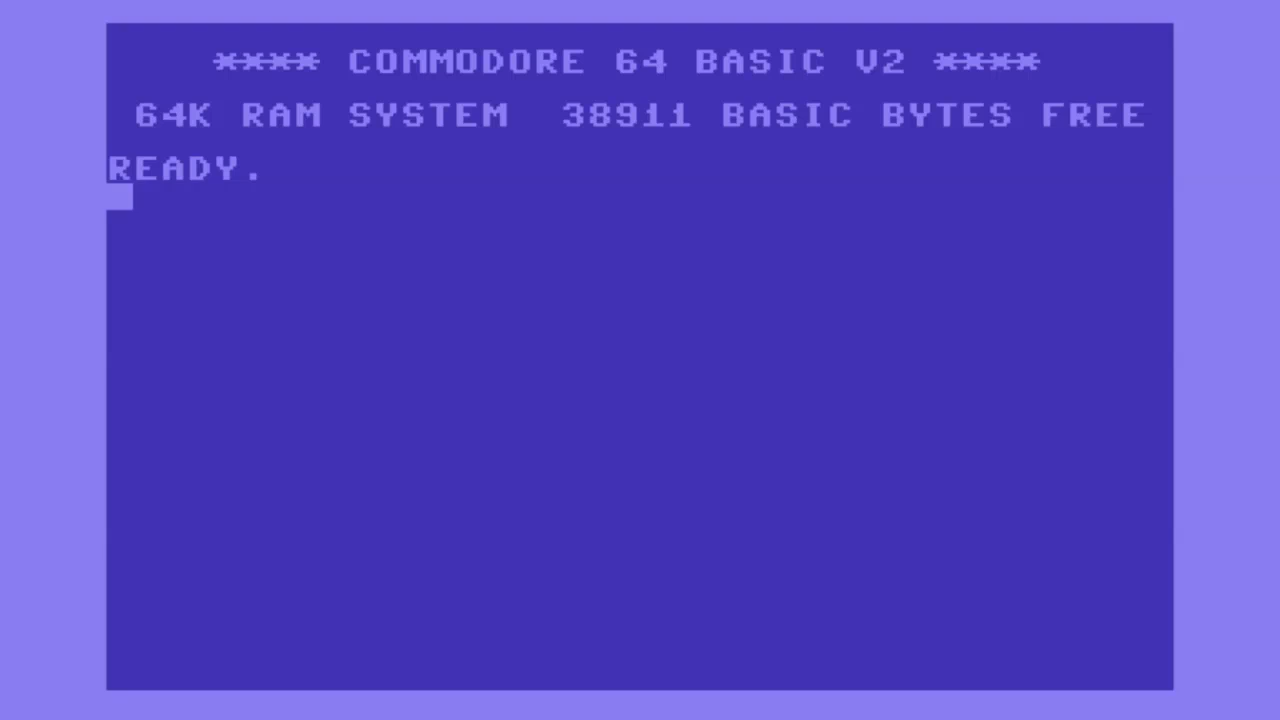 **** COMMODORE 64 BASIC V2 ****
64K RAM SYSTEM  38911 BASIC BYTES FREE
READY.